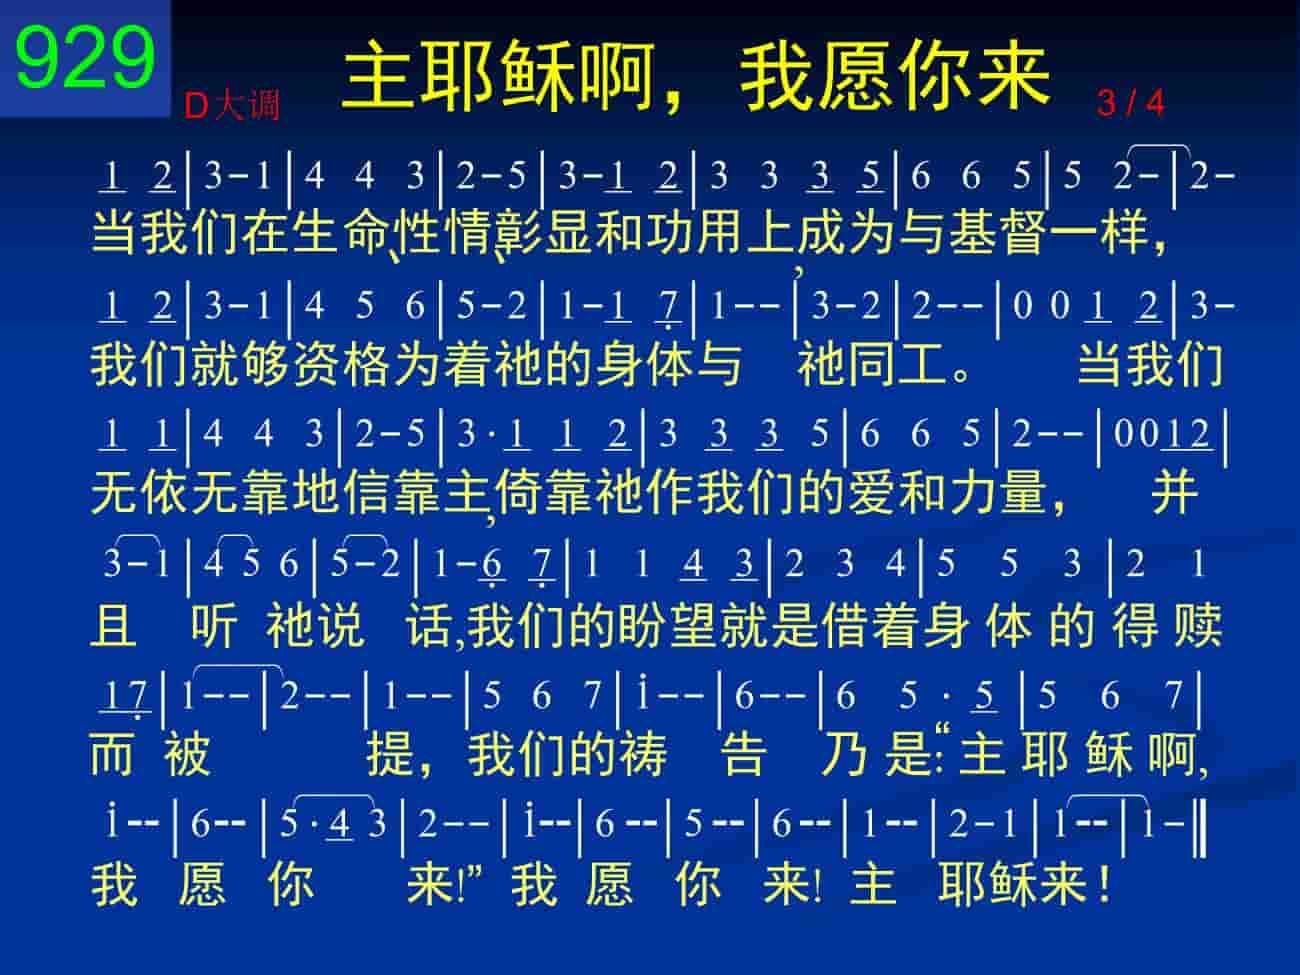 929
主耶稣啊，我愿你来
D大调
3 / 4
1 2|3-1|4 4 3|2-5|3-1 2|3 3 3 5|6 6 5|5 2-|2-
当我们在生命、性情、彰显和功用上成为与基督一样，
1 2|3-1|4 5 6|5-2|1-1 7̣|1--|3-2|2--|0 0 1 2|3-
我们就够资格为着祂的身体与，祂同工。 当我们
1 1|4 4 3|2-5|3·1 1 2|3 3 3 5|6 6 5|2--|0012|
无依无靠地信靠主,倚靠祂作我们的爱和力量， 并
3-1|4 5 6|5-2|1-6̣ 7̣|1 1 4 3|2 3 4|5 5 3|2 1
且 听 祂说 话,我们的盼望就是借着身 体 的 得 赎
17̣|1--|2--|1--|5 6 7|i--|6--|6 5·5|5 6 7|
而 被 提，我们的祷 告 乃 是:“主 耶 稣 啊,
i--|6--|5·4 3|2--|i--|6--|5--|6--|1--|2-1|1--|1-‖
我 愿 你 来!” 我 愿 你 来! 主 耶稣来！